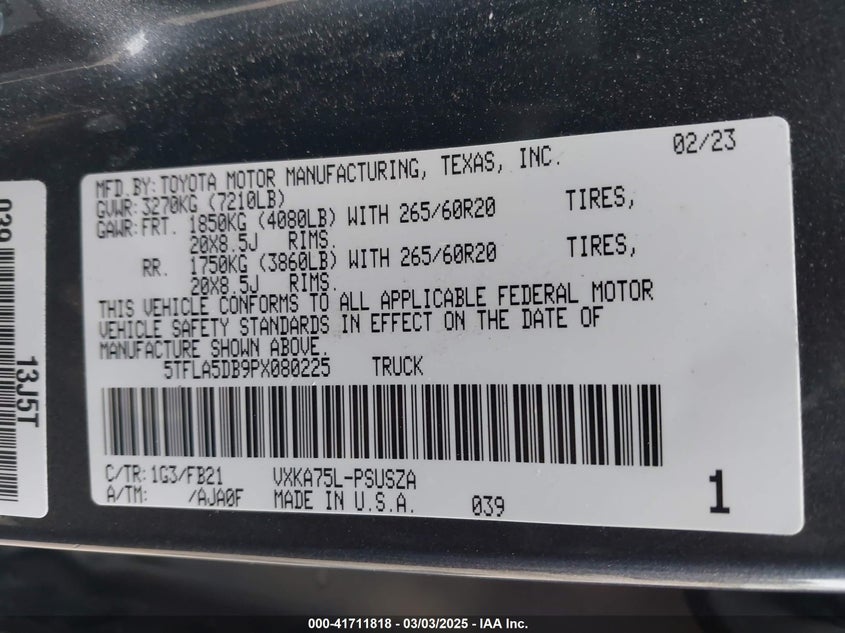 MFD.BY:TOYOTA MOTOR MANUFACTURING, TEXAS, INC. 02/23
GVWR:3270KG (7210LB)
GAWR:FRT. 1850KG (4080LB) WITH 265/60R20 TIRES,
20X8.5J RIMS.
RR. 1750KG (3860LB) WITH 265/60R20 TIRES,
20X8.5J RIMS.
THIS VEHICLE CONFORMS TO ALL APPLICABLE FEDERAL MOTOR
VEHICLE SAFETY STANDARDS IN EFFECT ON THE DATE OF
MANUFACTURE SHOWN ABOVE.
5TFLA5DB9PX080225 TRUCK
C/TR:1G3/FB21 VXKA75L-PSUSZA
A/TM: /AJA0F MADE IN U.S.A. 039 1
039
13J5T
000-41711818 | 03/03/2025 - IAA Inc.